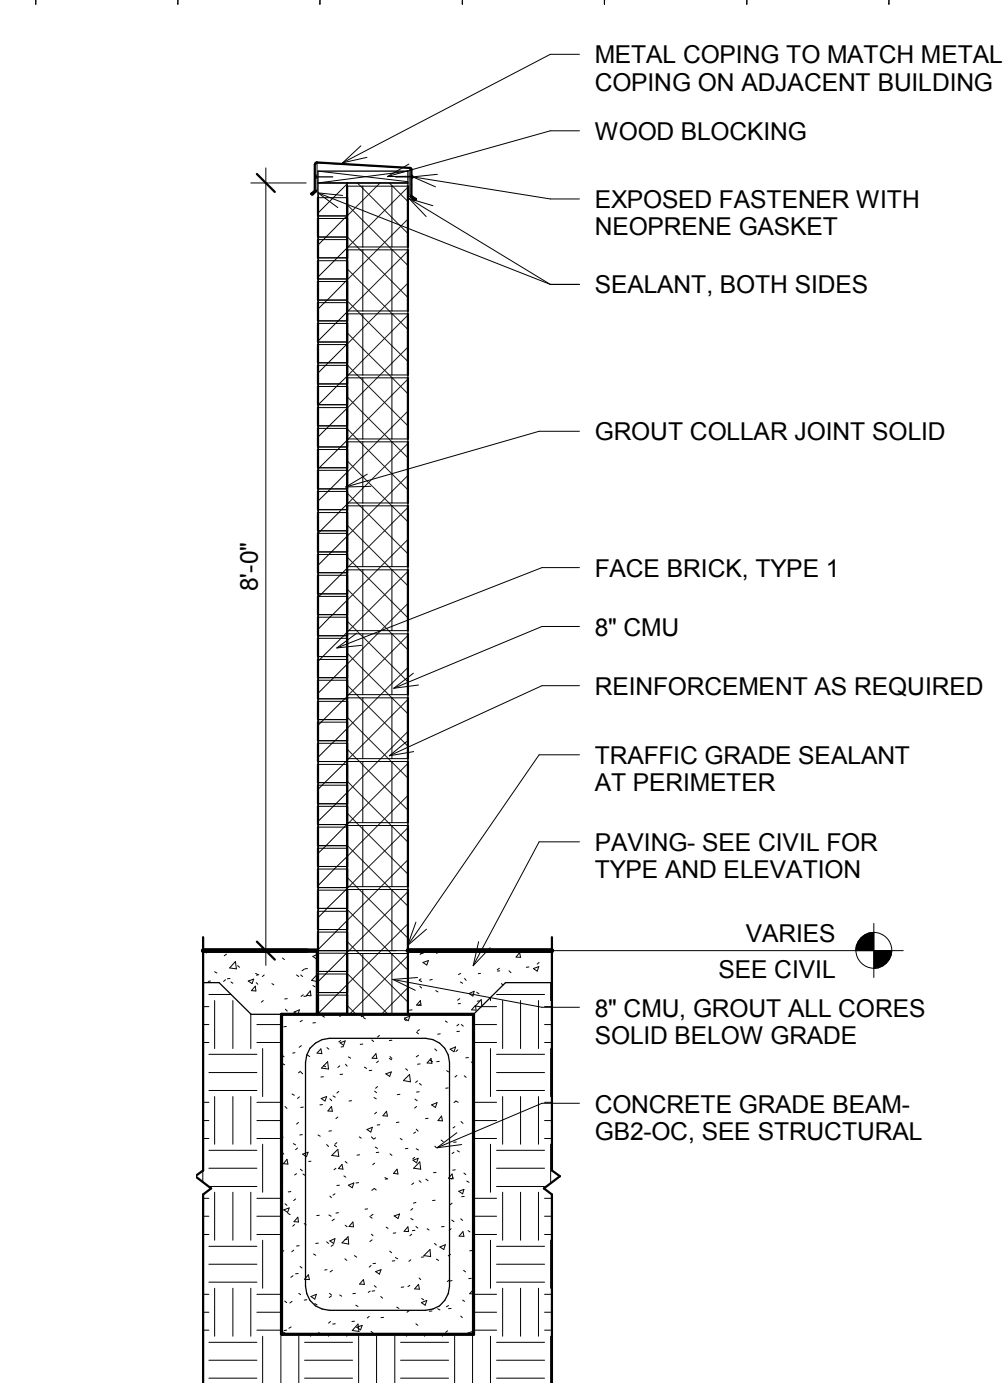 METAL COPING TO MATCH METAL
COPING ON ADJACENT BUILDING
WOOD BLOCKING
EXPOSED FASTENER WITH
NEOPRENE GASKET
SEALANT, BOTH SIDES
GROUT COLLAR JOINT SOLID
8'-0"
FACE BRICK, TYPE 1
8" CMU
REINFORCEMENT AS REQUIRED
TRAFFIC GRADE SEALANT
AT PERIMETER
PAVING- SEE CIVIL FOR
TYPE AND ELEVATION
VARIES
SEE CIVIL
8" CMU, GROUT ALL CORES
SOLID BELOW GRADE
CONCRETE GRADE BEAM-
GB2-OC, SEE STRUCTURAL